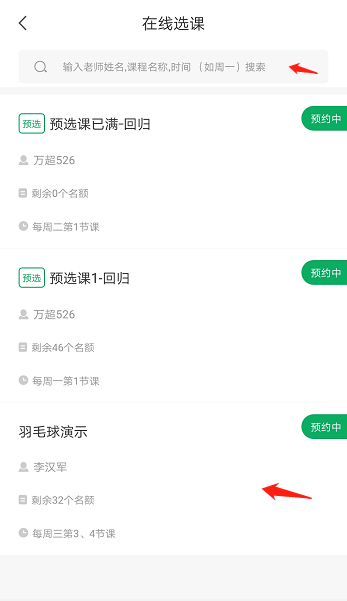 在线选课
输入老师姓名,课程名称,时间 （如周一）搜索
预选 预选课已满-回归 预约中
万超526
剩余0个名额
每周二第1节课
预选 预选课1-回归 预约中
万超526
剩余46个名额
每周一第1节课
羽毛球演示 预约中
李汉军
剩余32个名额
每周三第3、4节课